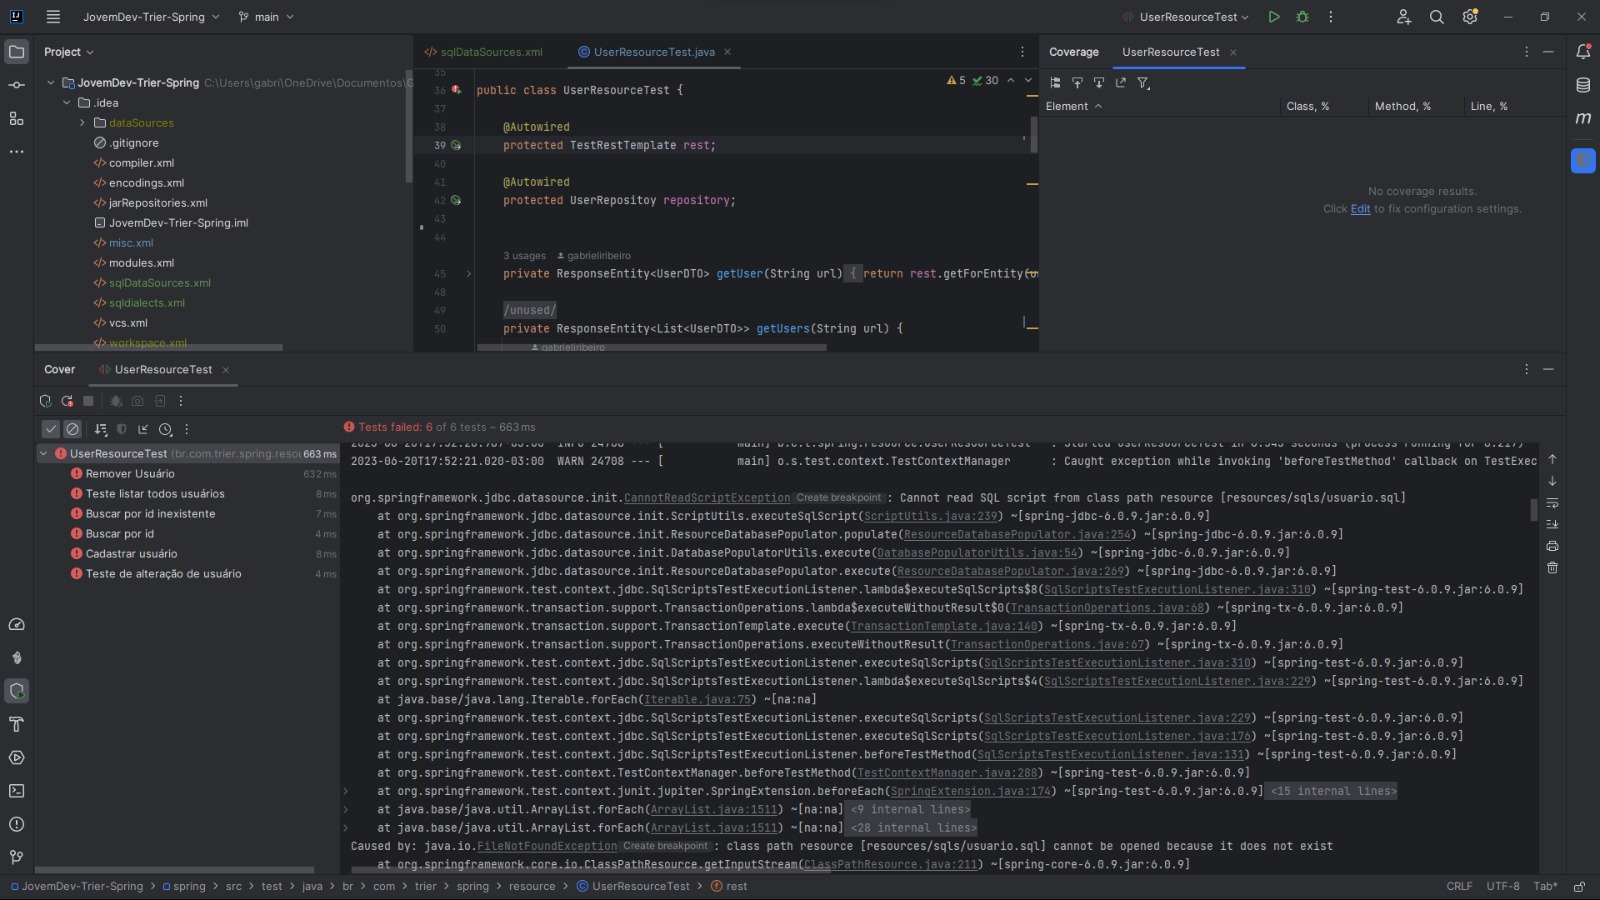 JovemDev-Trier-Spring
main
UserResourceTest
Project
JovemDev-Trier-Spring C:\Users\gabri\OneDrive\Documentos\G
.idea
dataSources
.gitignore
compiler.xml
encodings.xml
jarRepositories.xml
JovemDev-Trier-Spring.iml
misc.xml
modules.xml
sqlDataSources.xml
sqldialects.xml
vcs.xml
workspace.xml
sqlDataSources.xml
UserResourceTest.java
5 30
35
36 public class UserResourceTest {
37
38 @Autowired
39 protected TestRestTemplate rest;
40
41 @Autowired
42 protected UserRepositoy repository;
43
44
3 usages gabrieliribeiro
45 private ResponseEntity<UserDTO> getUser(String url) { return rest.getForEntity(u
48
49 /unused/
50 private ResponseEntity<List<UserDTO>> getUsers(String url) {
gabrieliribeiro
Coverage UserResourceTest
Element Class, % Method, % Line, %
No coverage results.
Click Edit to fix configuration settings.
Cover UserResourceTest
Tests failed: 6 of 6 tests – 663 ms
UserResourceTest (br.com.trier.spring.resou 663 ms
Remover Usuário 632 ms
Teste listar todos usuários 8 ms
Buscar por id inexistente 7 ms
Buscar por id 4 ms
Cadastrar usuário 8 ms
Teste de alteração de usuário 4 ms
2023-06-20T17:52:21.020-03:00 WARN 24708 --- [ main] o.s.test.context.TestContextManager : Caught exception while invoking 'beforeTestMethod' callback on TestExec
org.springframework.jdbc.datasource.init.CannotReadScriptException Create breakpoint : Cannot read SQL script from class path resource [resources/sqls/usuario.sql]
at org.springframework.jdbc.datasource.init.ScriptUtils.executeSqlScript(ScriptUtils.java:239) ~[spring-jdbc-6.0.9.jar:6.0.9]
at org.springframework.jdbc.datasource.init.ResourceDatabasePopulator.populate(ResourceDatabasePopulator.java:254) ~[spring-jdbc-6.0.9.jar:6.0.9]
at org.springframework.jdbc.datasource.init.DatabasePopulatorUtils.execute(DatabasePopulatorUtils.java:54) ~[spring-jdbc-6.0.9.jar:6.0.9]
at org.springframework.jdbc.datasource.init.ResourceDatabasePopulator.execute(ResourceDatabasePopulator.java:269) ~[spring-jdbc-6.0.9.jar:6.0.9]
at org.springframework.test.context.jdbc.SqlScriptsTestExecutionListener.lambda$executeSqlScripts$8(SqlScriptsTestExecutionListener.java:310) ~[spring-test-6.0.9.jar:6.0.9]
at org.springframework.transaction.support.TransactionOperations.lambda$executeWithoutResult$0(TransactionOperations.java:68) ~[spring-tx-6.0.9.jar:6.0.9]
at org.springframework.transaction.support.TransactionTemplate.execute(TransactionTemplate.java:140) ~[spring-tx-6.0.9.jar:6.0.9]
at org.springframework.transaction.support.TransactionOperations.executeWithoutResult(TransactionOperations.java:67) ~[spring-tx-6.0.9.jar:6.0.9]
at org.springframework.test.context.jdbc.SqlScriptsTestExecutionListener.executeSqlScripts(SqlScriptsTestExecutionListener.java:310) ~[spring-test-6.0.9.jar:6.0.9]
at org.springframework.test.context.jdbc.SqlScriptsTestExecutionListener.lambda$executeSqlScripts$4(SqlScriptsTestExecutionListener.java:229) ~[spring-test-6.0.9.jar:6.0.9]
at java.base/java.lang.Iterable.forEach(Iterable.java:75) ~[na:na]
at org.springframework.test.context.jdbc.SqlScriptsTestExecutionListener.executeSqlScripts(SqlScriptsTestExecutionListener.java:229) ~[spring-test-6.0.9.jar:6.0.9]
at org.springframework.test.context.jdbc.SqlScriptsTestExecutionListener.executeSqlScripts(SqlScriptsTestExecutionListener.java:176) ~[spring-test-6.0.9.jar:6.0.9]
at org.springframework.test.context.jdbc.SqlScriptsTestExecutionListener.beforeTestMethod(SqlScriptsTestExecutionListener.java:131) ~[spring-test-6.0.9.jar:6.0.9]
at org.springframework.test.context.TestContextManager.beforeTestMethod(TestContextManager.java:288) ~[spring-test-6.0.9.jar:6.0.9]
at org.springframework.test.context.junit.jupiter.SpringExtension.beforeEach(SpringExtension.java:174) ~[spring-test-6.0.9.jar:6.0.9] <15 internal lines>
at java.base/java.util.ArrayList.forEach(ArrayList.java:1511) ~[na:na] <9 internal lines>
at java.base/java.util.ArrayList.forEach(ArrayList.java:1511) ~[na:na] <28 internal lines>
Caused by: java.io.FileNotFoundException Create breakpoint : class path resource [resources/sqls/usuario.sql] cannot be opened because it does not exist
at org.springframework.core.io.ClassPathResource.getInputStream(ClassPathResource.java:211) ~[spring-core-6.0.9.jar:6.0.9]
JovemDev-Trier-Spring > spring > src > test > java > br > com > trier > spring > resource > UserResourceTest > rest
CRLF UTF-8 Tab*